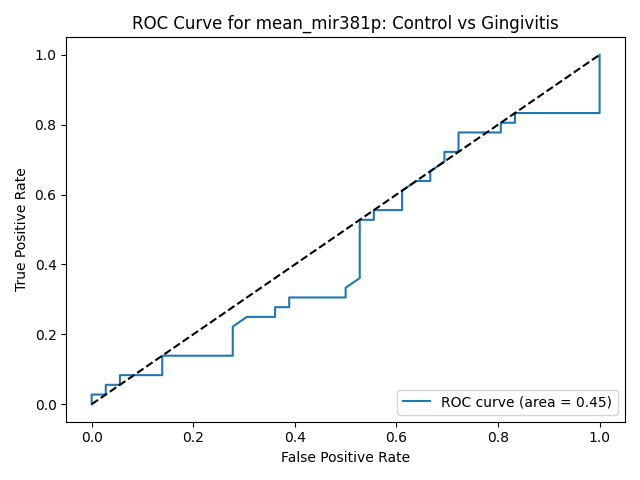 ROC Curve for mean_mir381p: Control vs Gingivitis
True Positive Rate
1.0
0.8
0.6
0.4
0.2
0.0
ROC curve (area = 0.45)
0.0 0.2 0.4 0.6 0.8 1.0
False Positive Rate